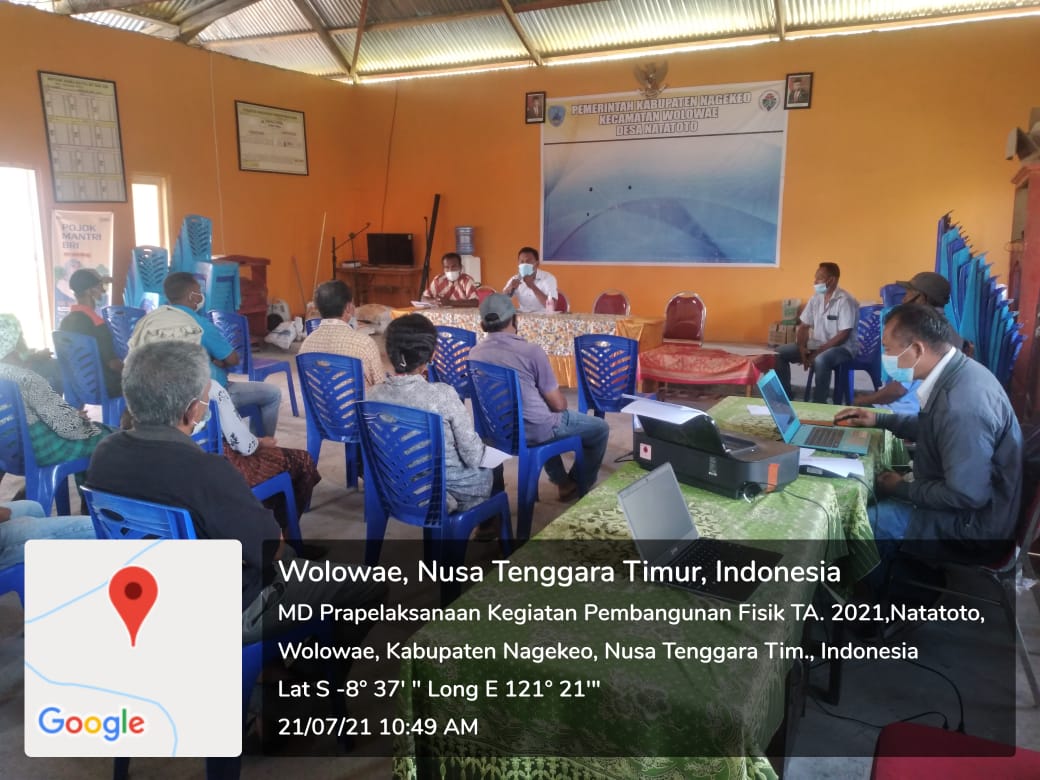 PEMERINTAH KABUPATEN NAGEKEO
KECAMATAN WOLOWAE
DESA NATATOTO
POJOK
MANTRI
BRI
Wolowae, Nusa Tenggara Timur, Indonesia
MD Prapelaksanaan Kegiatan Pembangunan Fisik TA. 2021,Natatoto,
Wolowae, Kabupaten Nagekeo, Nusa Tenggara Tim., Indonesia
Lat S -8° 37' " Long E 121° 21'"
21/07/21 10:49 AM
Google